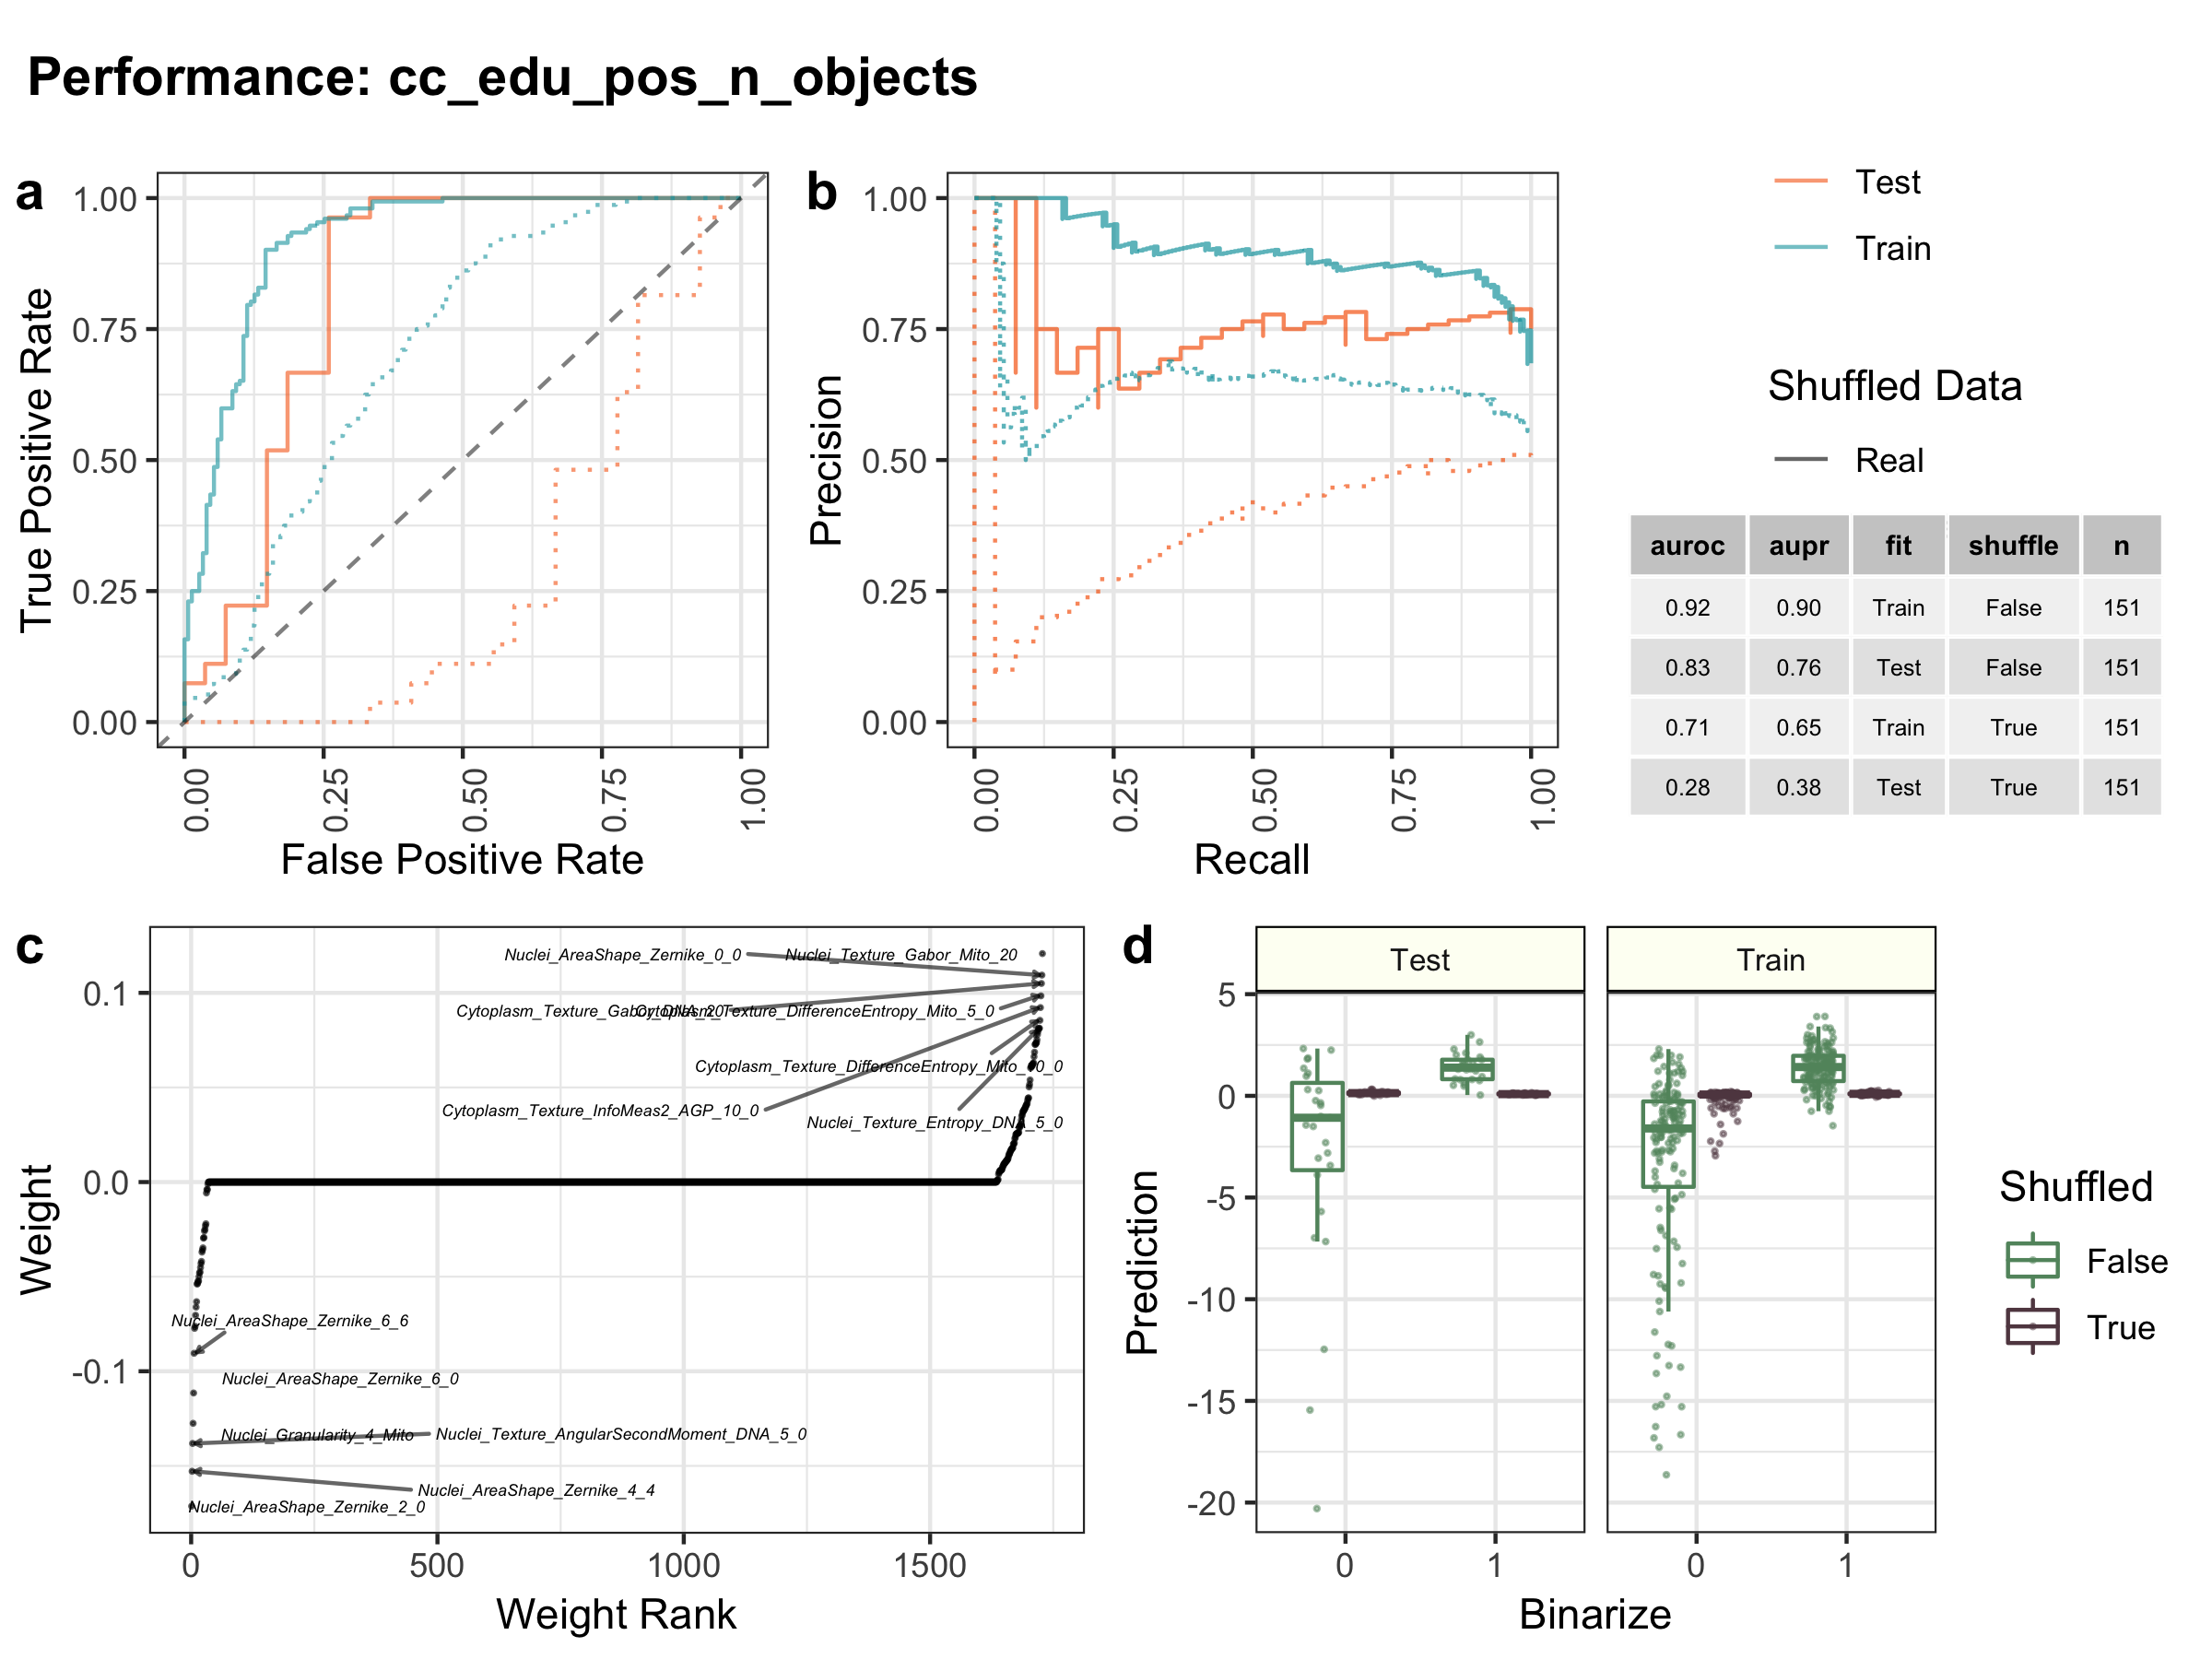 Performance: cc_edu_pos_n_objects
a
1.00
0.75
0.50
0.25
0.00
True Positive Rate
0.00
0.25
0.50
0.75
1.00
False Positive Rate
b
1.00
0.75
0.50
0.25
0.00
Precision
0.00
0.25
0.50
0.75
1.00
Recall
Test
Train
Shuffled Data
Real
auroc aupr fit shuffle n
0.92 0.90 Train False 151
0.83 0.76 Test False 151
0.71 0.65 Train True 151
0.28 0.38 Test True 151
c
0.1
0.0
-0.1
Weight
Nuclei_AreaShape_Zernike_0_0
Nuclei_Texture_Gabor_Mito_20
Cytoplasm_Texture_Gabor_DNA_20
Cytoplasm_Texture_DifferenceEntropy_Mito_5_0
Cytoplasm_Texture_DifferenceEntropy_Mito_10_0
Cytoplasm_Texture_InfoMeas2_AGP_10_0
Nuclei_Texture_Entropy_DNA_5_0
Nuclei_AreaShape_Zernike_6_6
Nuclei_AreaShape_Zernike_6_0
Nuclei_Granularity_4_Mito
Nuclei_Texture_AngularSecondMoment_DNA_5_0
Nuclei_AreaShape_Zernike_4_4
Nuclei_AreaShape_Zernike_2_0
0
500
1000
1500
Weight Rank
d
Test
Train
5
0
-5
-10
-15
-20
Prediction
0
1
0
1
Binarize
Shuffled
False
True